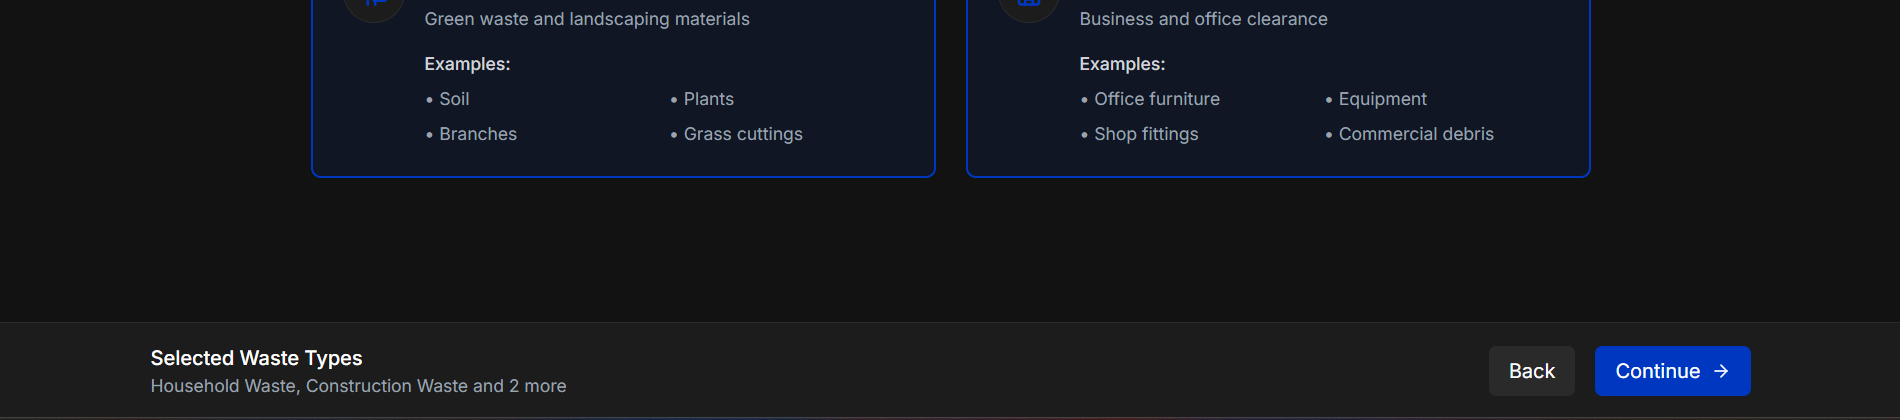 Green waste and landscaping materials
Examples:
• Soil
• Plants
• Branches
• Grass cuttings
Business and office clearance
Examples:
• Office furniture
• Equipment
• Shop fittings
• Commercial debris
Selected Waste Types
Household Waste, Construction Waste and 2 more
Back
Continue →